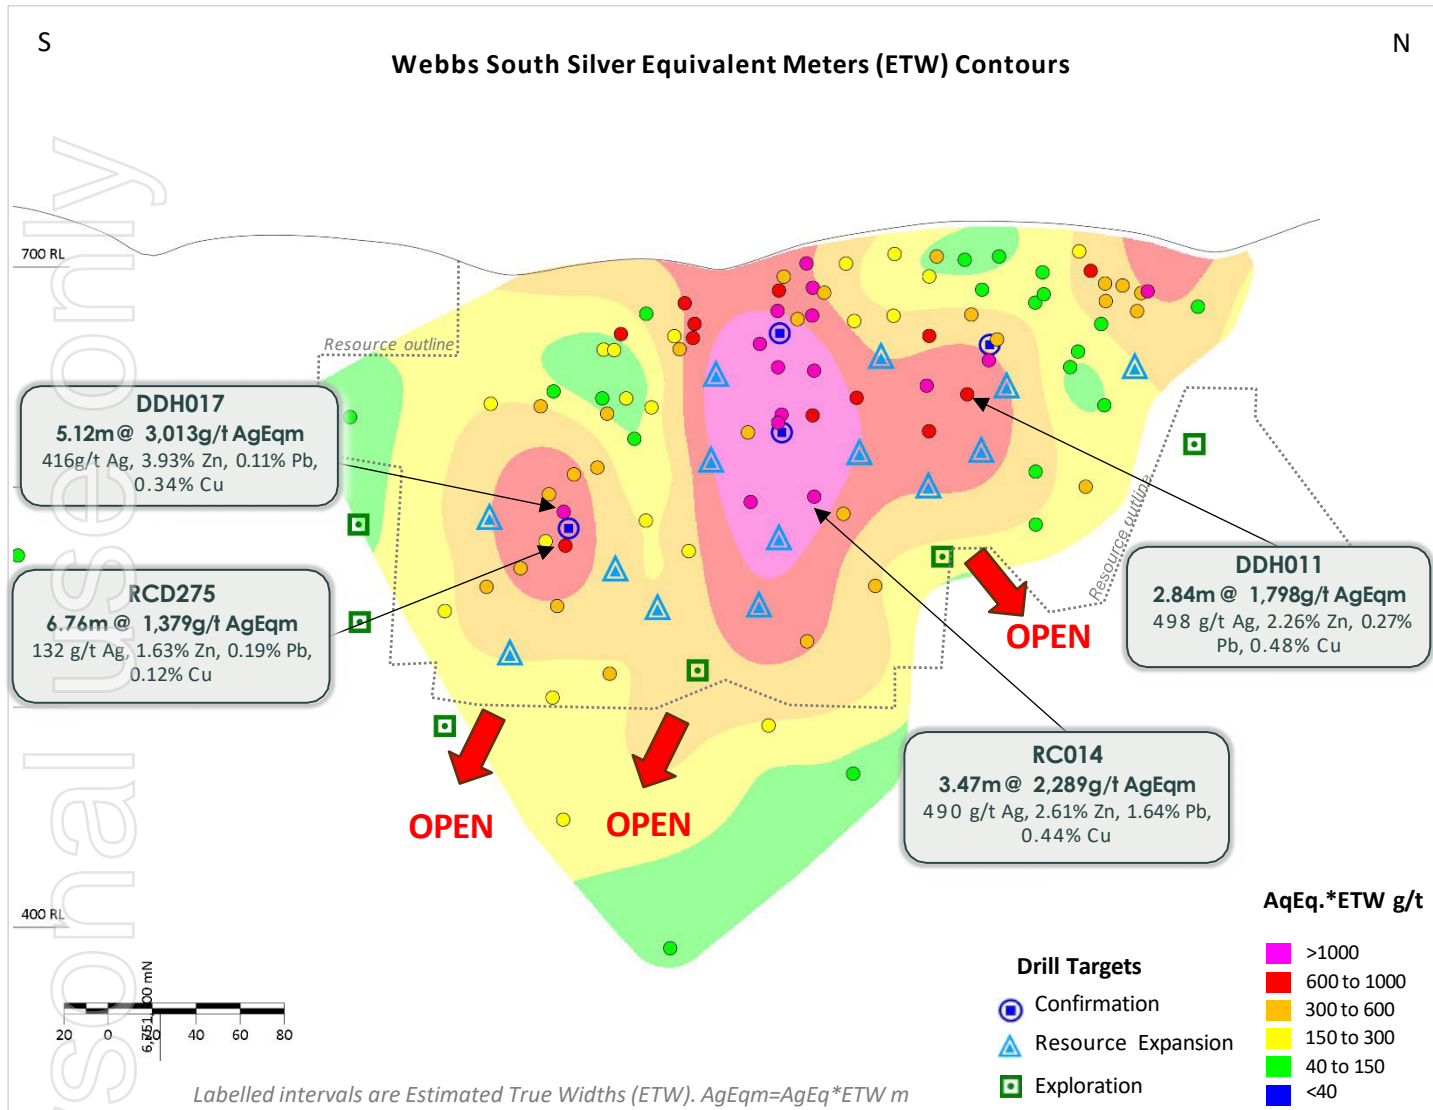 S
N
Webbs South Silver Equivalent Meters (ETW) Contours
700 RL
Resource outline
DDH017
5.12m@ 3,013g/t AgEqm
416g/t Ag, 3.93% Zn, 0.11% Pb,
0.34% Cu
RCD275
6.76m @ 1,379g/t AgEqm
132 g/t Ag, 1.63% Zn, 0.19% Pb,
0.12% Cu
Resource outline
DDH011
2.84m @ 1,798g/t AgEqm
498 g/t Ag, 2.26% Zn, 0.27%
Pb, 0.48% Cu
OPEN
OPEN
OPEN
RC014
3.47m @ 2,289g/t AgEqm
490 g/t Ag, 2.61% Zn, 1.64% Pb,
0.44% Cu
400 RL
20 0 20 40 60 80
Drill Targets
Confirmation
Resource Expansion
Exploration
AqEq.*ETW g/t
>1000
600 to 1000
300 to 600
150 to 300
40 to 150
<40
Labelled intervals are Estimated True Widths (ETW). AgEqm=AgEq*ETW m
sonal use only